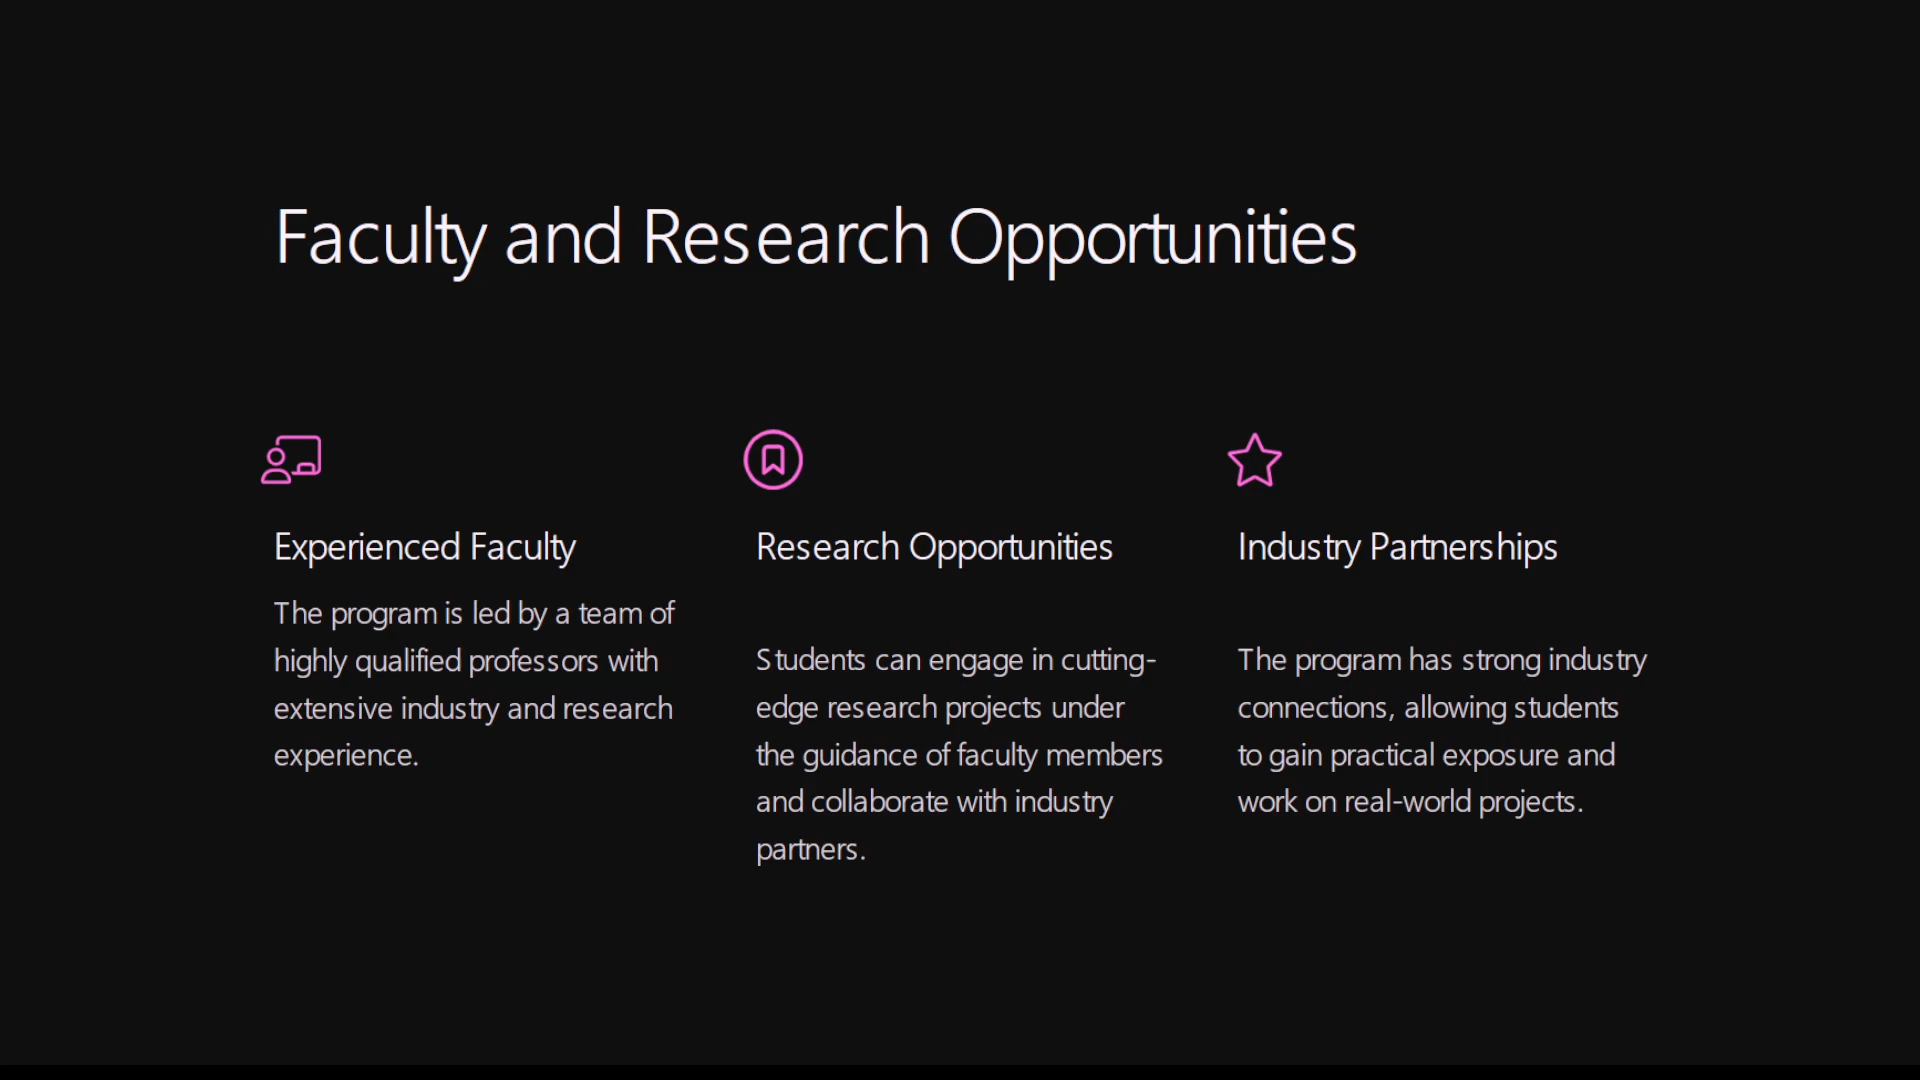 Faculty and Research Opportunities
Experienced Faculty
The program is led by a team of
highly qualified professors with
extensive industry and research
experience.
Research Opportunities
Students can engage in cutting-
edge research projects under
the guidance of faculty members
and collaborate with industry
partners.
Industry Partnerships
The program has strong industry
connections, allowing students
to gain practical exposure and
work on real-world projects.